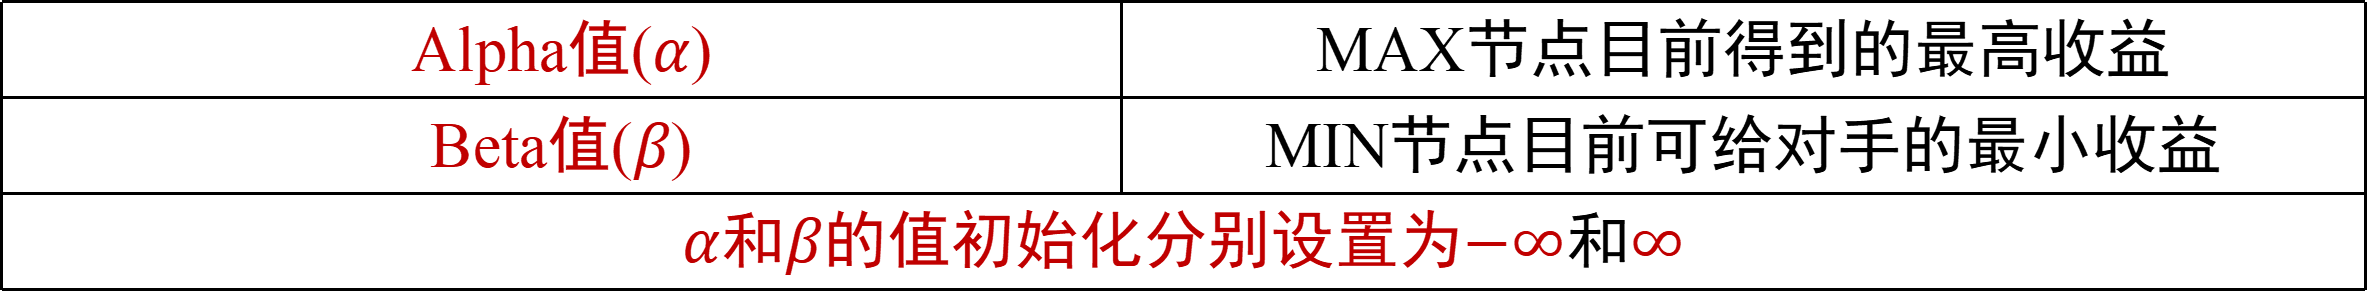 Alpha值(α)
MAX节点目前得到的最高收益
Beta值(β)
MIN节点目前可给对手的最小收益
α和β的值初始化分别设置为−∞和∞